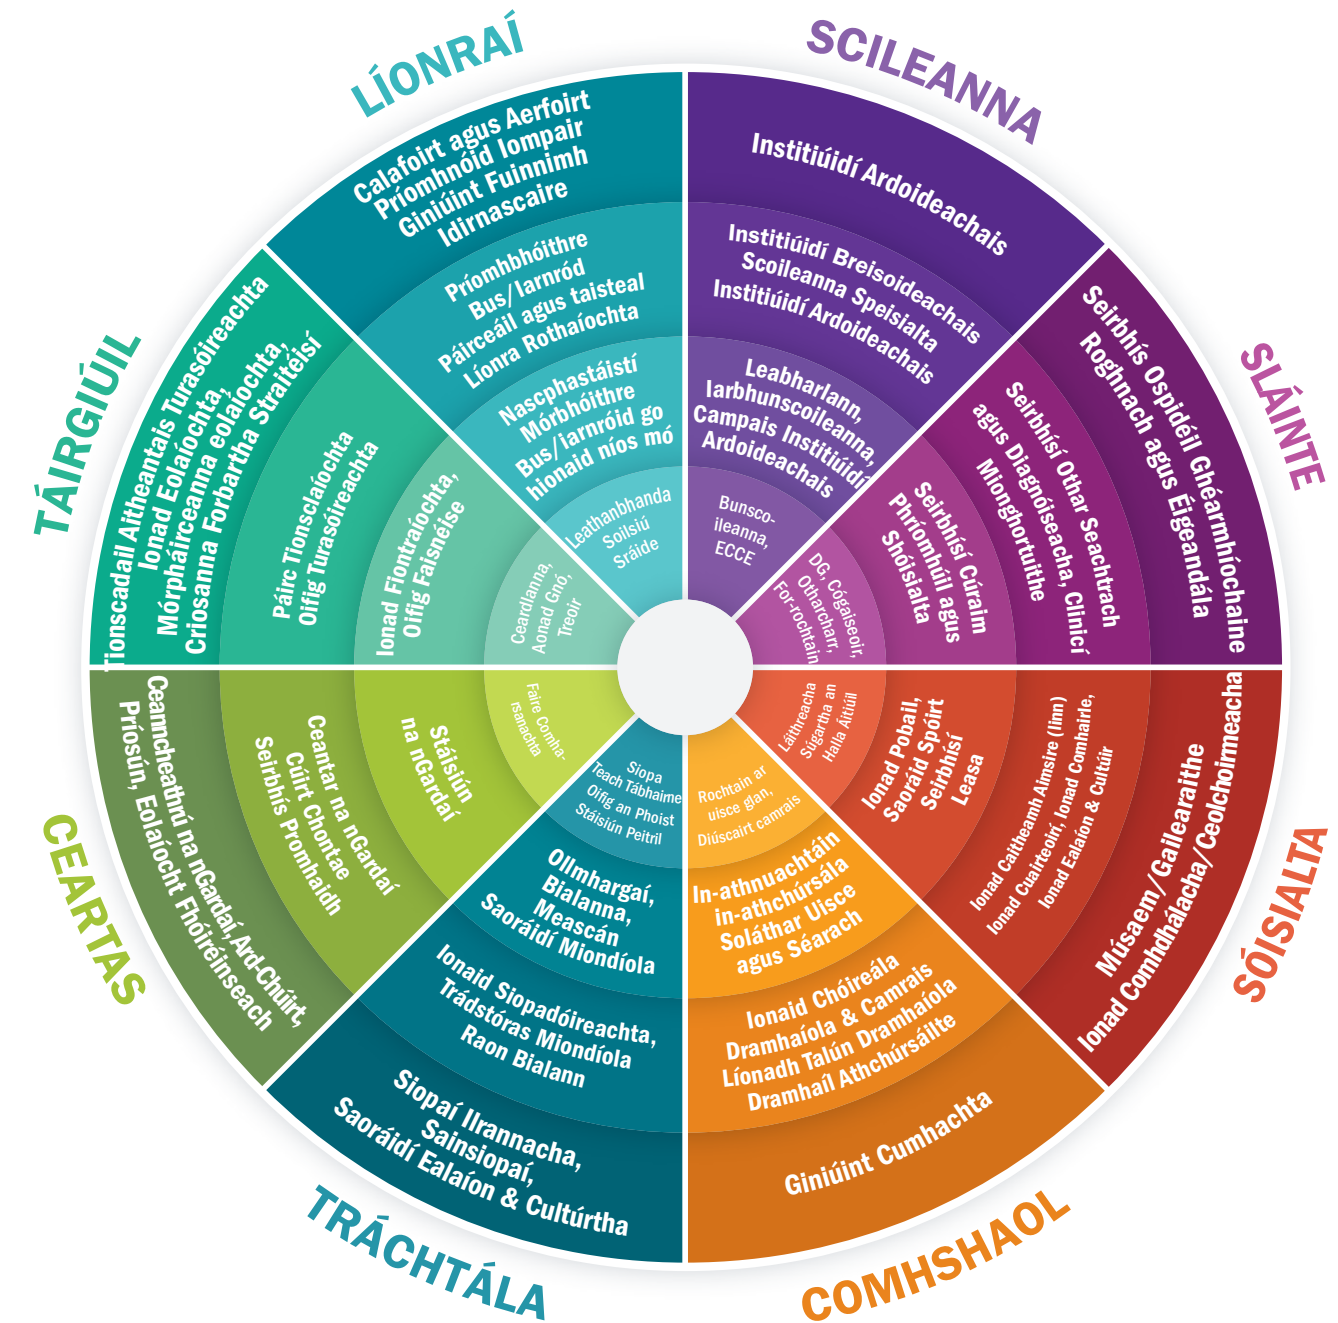 LÍONRAÍ
Calafoirt agus Aerfoirt
Príomhnóid Iompair
Giniúint Fuinnimh
Idirnascaire
Príomhbhóithre
Bus/Iarnród
Páirceáil agus taisteal
Líonra Rothaíochta
Nascphastáistí
Mórbhóithre
Bus/iarnróid go
hionaid níos mó
Leathanbhanda
Soilsiú
Sráide
SCILEANNA
Institiúidí Ardoideachais
Institiúidí Breisoideachais
Scoileanna Speisialta
Institiúidí Ardoideachais
Leabharlann,
Iarbhunscoileanna,
Campais Institiúidí
Ardoideachais
Bunsco-
ileanna,
ECCE
SLÁINTE
Seirbhís Ospidéil Ghéarmhíochaine
Roghnach agus Éigeandála
Seirbhísí Othar Seachtrach
agus Diagnóiseacha, Clinicí
Mionghortuithe
Seirbhísí Cúraim
Phríomhúil agus
Shóisialta
DG, Cógaiseoir,
Otharcharr,
For-rochtain
SÓISIALTA
Láithreacha
Súgartha an
Halla Áitiúil
Ionad Pobail,
Saoráid Spóirt
Seirbhísí
Leasa
Ionad Caitheamh Aimsire (linn)
Ionad Cuairteoirí, Ionad Comhairle,
Ionad Ealaíon & Cultúir
Músaem/Gailearaithe
Ionad Comhdhálacha/Ceolchoirmeacha
COMHSHAOL
Rochtain ar
uisce glan,
Diúscairt camrais
In-athnuachtáin
in-athchúrsála
Soláthar Uisce
agus Séarach
Ionaid Chóireála
Dramhaíola & Camrais
Líonadh Talún Dramhaíola
Dramhaíl Athchúrsáilte
Giniúint Cumhachta
TRÁCHTÁLA
Siopa
Teach Tábhairne
Oifig an Phoist
Stáisiún Peitril
Ollmhargaí,
Bialanna,
Meascán
Saoráidí Miondíola
Ionaid Siopadóireachta,
Trádstóras Miondíola
Raon Bialann
Siopaí Ilrannacha,
Sainsiopaí,
Saoráidí Ealaíon & Cultúrtha
CEARTAS
Faire Comha-
rsanachta
Stáisiún
na nGardaí
Ceantar na nGardaí
Cúirt Chontae
Seirbhís Promhaidh
Ceanncheathrú na nGardaí, Ard-Chúirt,
Príosún, Eolaíocht Fhóiréinseach
TÁIRGIÚIL
Tionscadail Aitheantais Turasóireachta
Ionad Eolaíochta,
Mórpháirceanna eolaíochta,
Criosanna Forbartha Straitéisí
Páirc Tionsclaíochta
Oifig Turasóireachta
Ionad Fiontraíochta,
Oifig Faisnéise
Ceardlanna,
Aonad Gnó,
Treoir